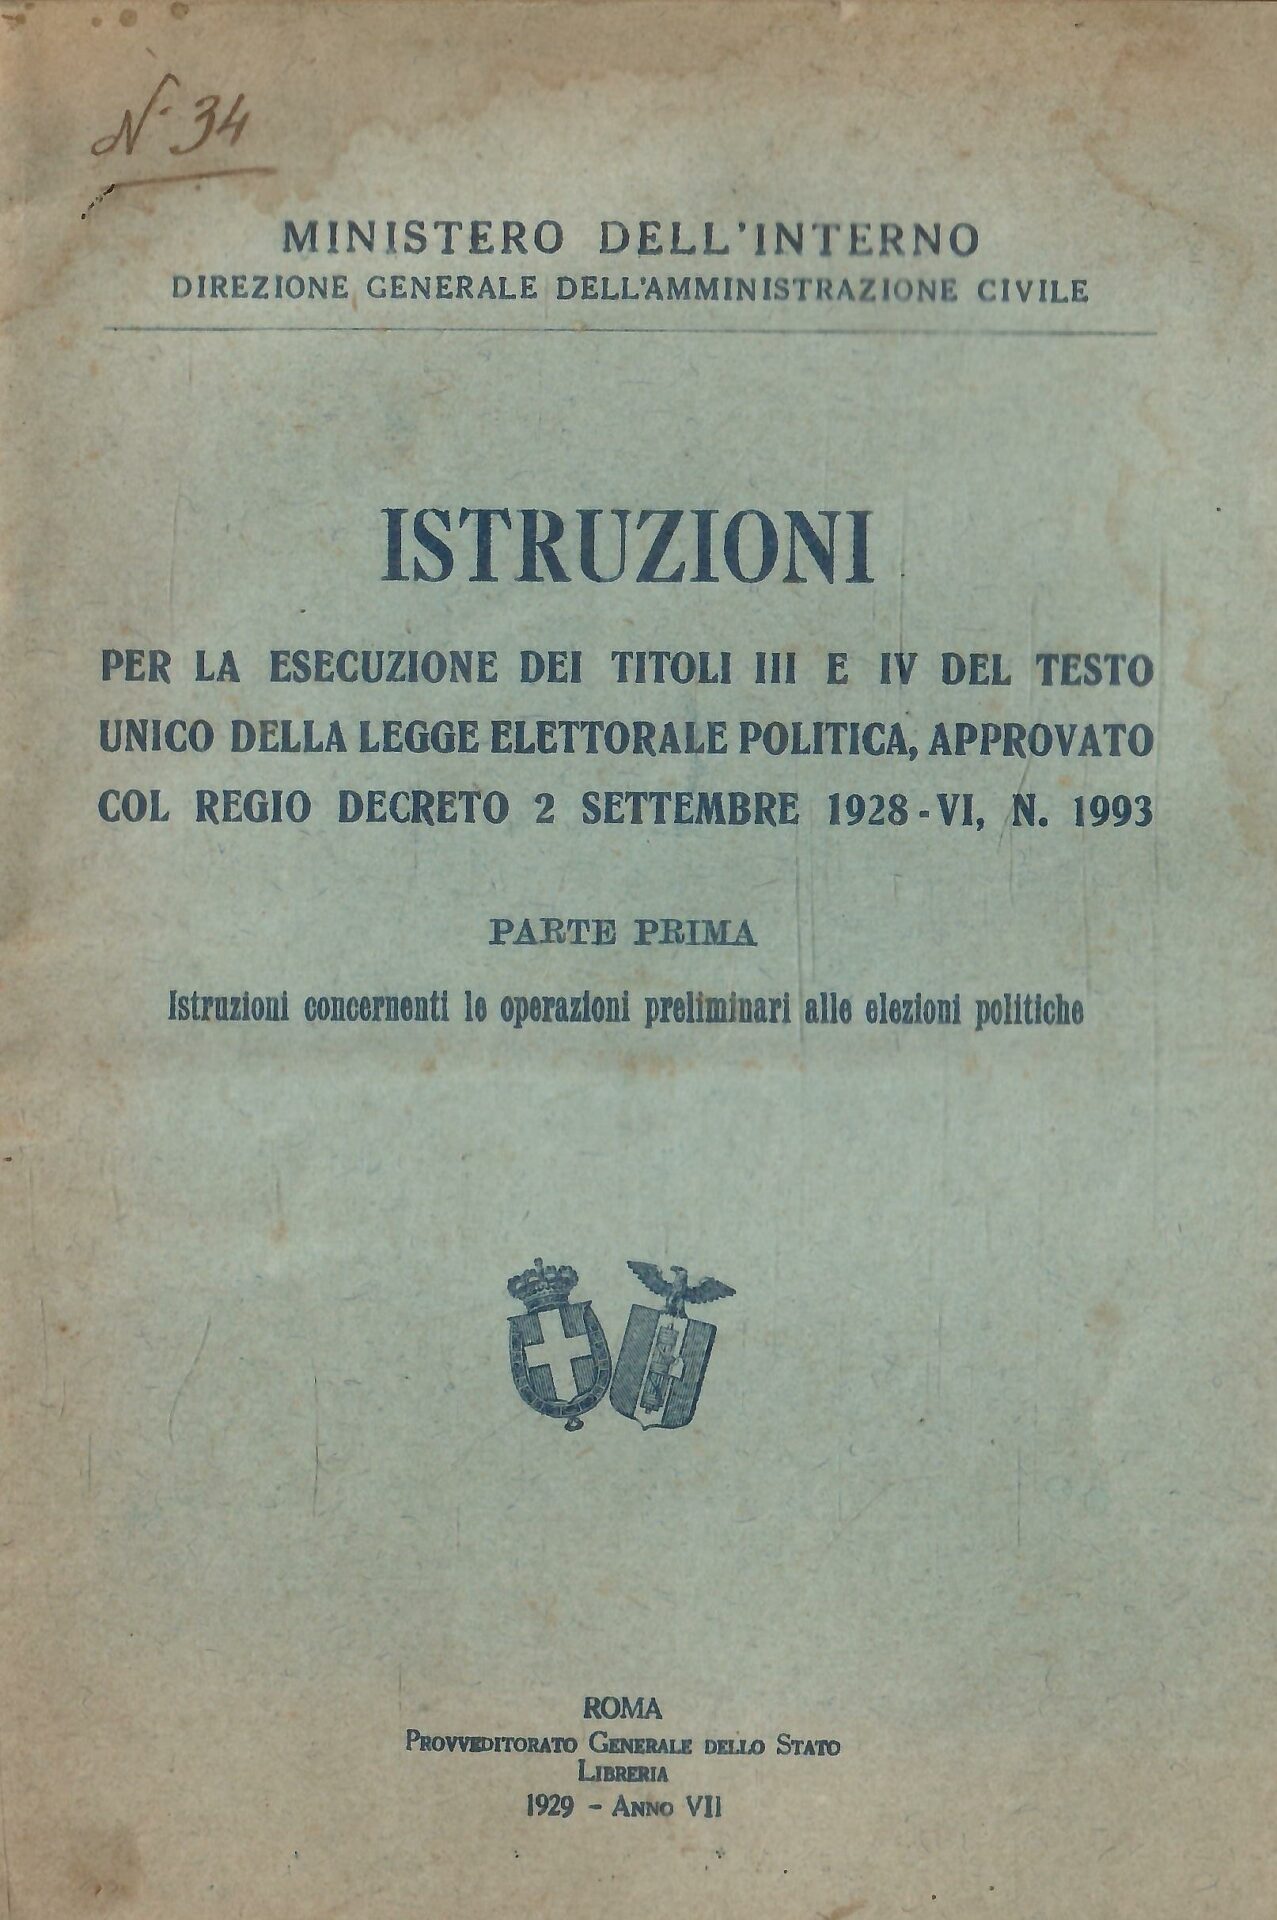 N. 34
MINISTERO DELL'INTERNO
DIREZIONE GENERALE DELL'AMMINISTRAZIONE CIVILE
ISTRUZIONI
PER LA ESECUZIONE DEI TITOLI III E IV DEL TESTO
UNICO DELLA LEGGE ELETTORALE POLITICA, APPROVATO
COL REGIO DECRETO 2 SETTEMBRE 1928-VI, N. 1993
PARTE PRIMA
Istruzioni concernenti le operazioni preliminari alle elezioni politiche
ROMA
PROVVEDITORATO GENERALE DELLO STATO
LIBRERIA
1929 - ANNO VII